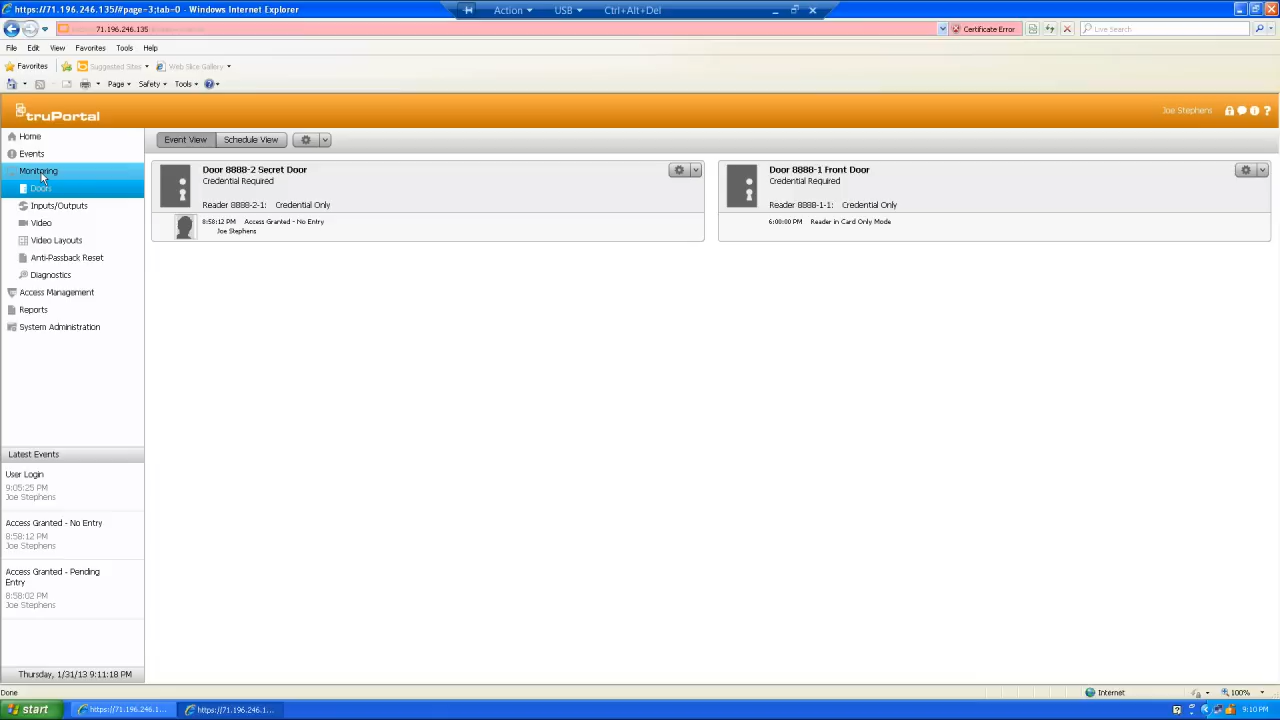 https://71.196.246.135/#page-3;tab-0 - Windows Internet Explorer
Action USB Ctrl+Alt+Del
71.196.246.135
Certificate Error
Live Search
File Edit View Favorites Tools Help
Favorites Suggested Sites Web Slice Gallery
Page Safety Tools
truPortal
Joe Stephens
Home
Events
Monitoring
Doors
Inputs/Outputs
Video
Video Layouts
Anti-Passback Reset
Diagnostics
Access Management
Reports
System Administration
Event View Schedule View
Door 8888-2 Secret Door
Credential Required
Reader 8888-2-1: Credential Only
8:58:12 PM Access Granted - No Entry
Joe Stephens
Door 8888-1 Front Door
Credential Required
Reader 8888-1-1: Credential Only
6:00:00 PM Reader in Card Only Mode
Latest Events
User Login
9:05:25 PM
Joe Stephens
Access Granted - No Entry
8:58:12 PM
Joe Stephens
Access Granted - Pending
Entry
8:58:02 PM
Joe Stephens
Thursday, 1/31/13 9:11:18 PM
Done
Internet
100%
start
https://71.196.246.1...
https://71.196.246.1...
9:10 PM